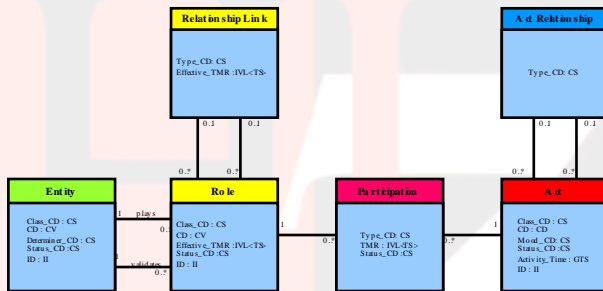 Relationship Link
Type_CD: CS
Effective_TMR :IVL<TS>
Act Relationship
Type_CD: CS
0..1
0..1
0..1
0..1
0..*
0..*
0..*
0..*
Entity
Class_CD : CS
CD : CV
Determiner_CD : CS
Status_CD :CS
ID : II
1
plays
0..*
1
validates
0..*
Role
Class_CD : CS
CD : CV
Effective_TMR :IVL<TS>
Status_CD :CS
ID : II
1
0..*
Participation
Type_CD: CS
TMR : IVL<TS>
Status_CD :CS
0..*
1
Act
Class_CD : CS
CD : CD
Mood_CD: CS
Status_CD :CS
Activity_Time : GTS
ID : II